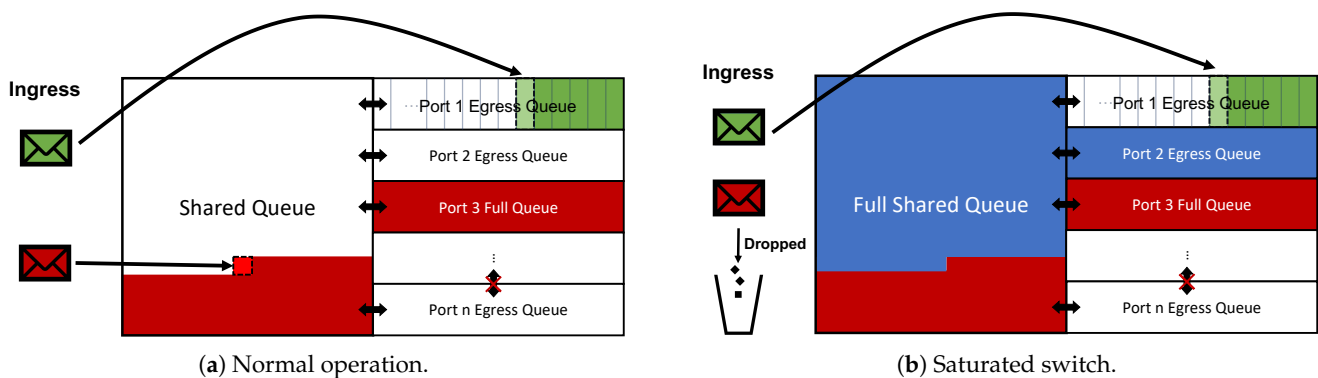 Ingress
Shared Queue
···Port 1 Egress Queue
Port 2 Egress Queue
Port 3 Full Queue
⋮
Port n Egress Queue
(a) Normal operation.
Ingress
Dropped
Full Shared Queue
···Port 1 Egress Queue
Port 2 Egress Queue
Port 3 Full Queue
⋮
Port n Egress Queue
(b) Saturated switch.